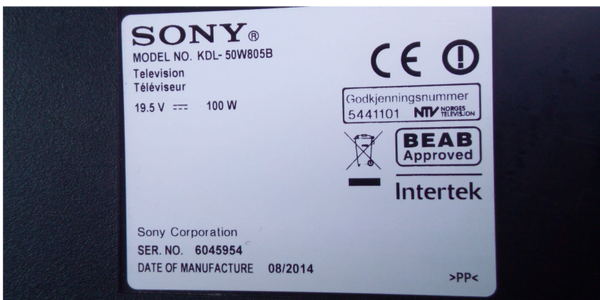 SONY®
MODEL NO. KDL-50W805B
Television
Téléviseur
19.5 V ⎓ 100 W
CE
Godkjenningsnummer
5441101 NTV NORGES TELEVISION
BEAB
Approved
Intertek
Sony Corporation
SER. NO. 6045954
DATE OF MANUFACTURE 08/2014
>PP<